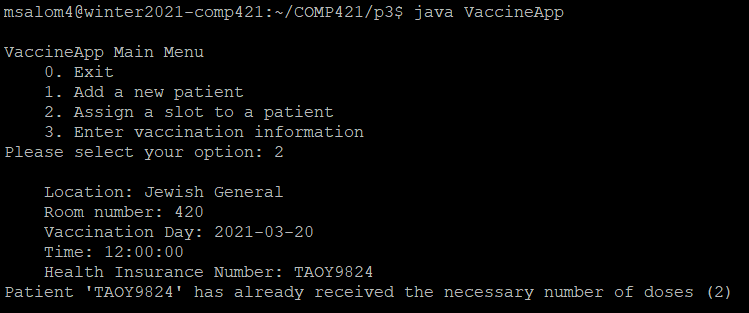 msalom4@winter2021-comp421:~/COMP421/p3$ java VaccineApp
VaccineApp Main Menu
0. Exit
1. Add a new patient
2. Assign a slot to a patient
3. Enter vaccination information
Please select your option: 2
Location: Jewish General
Room number: 420
Vaccination Day: 2021-03-20
Time: 12:00:00
Health Insurance Number: TAOY9824
Patient 'TAOY9824' has already received the necessary number of doses (2)